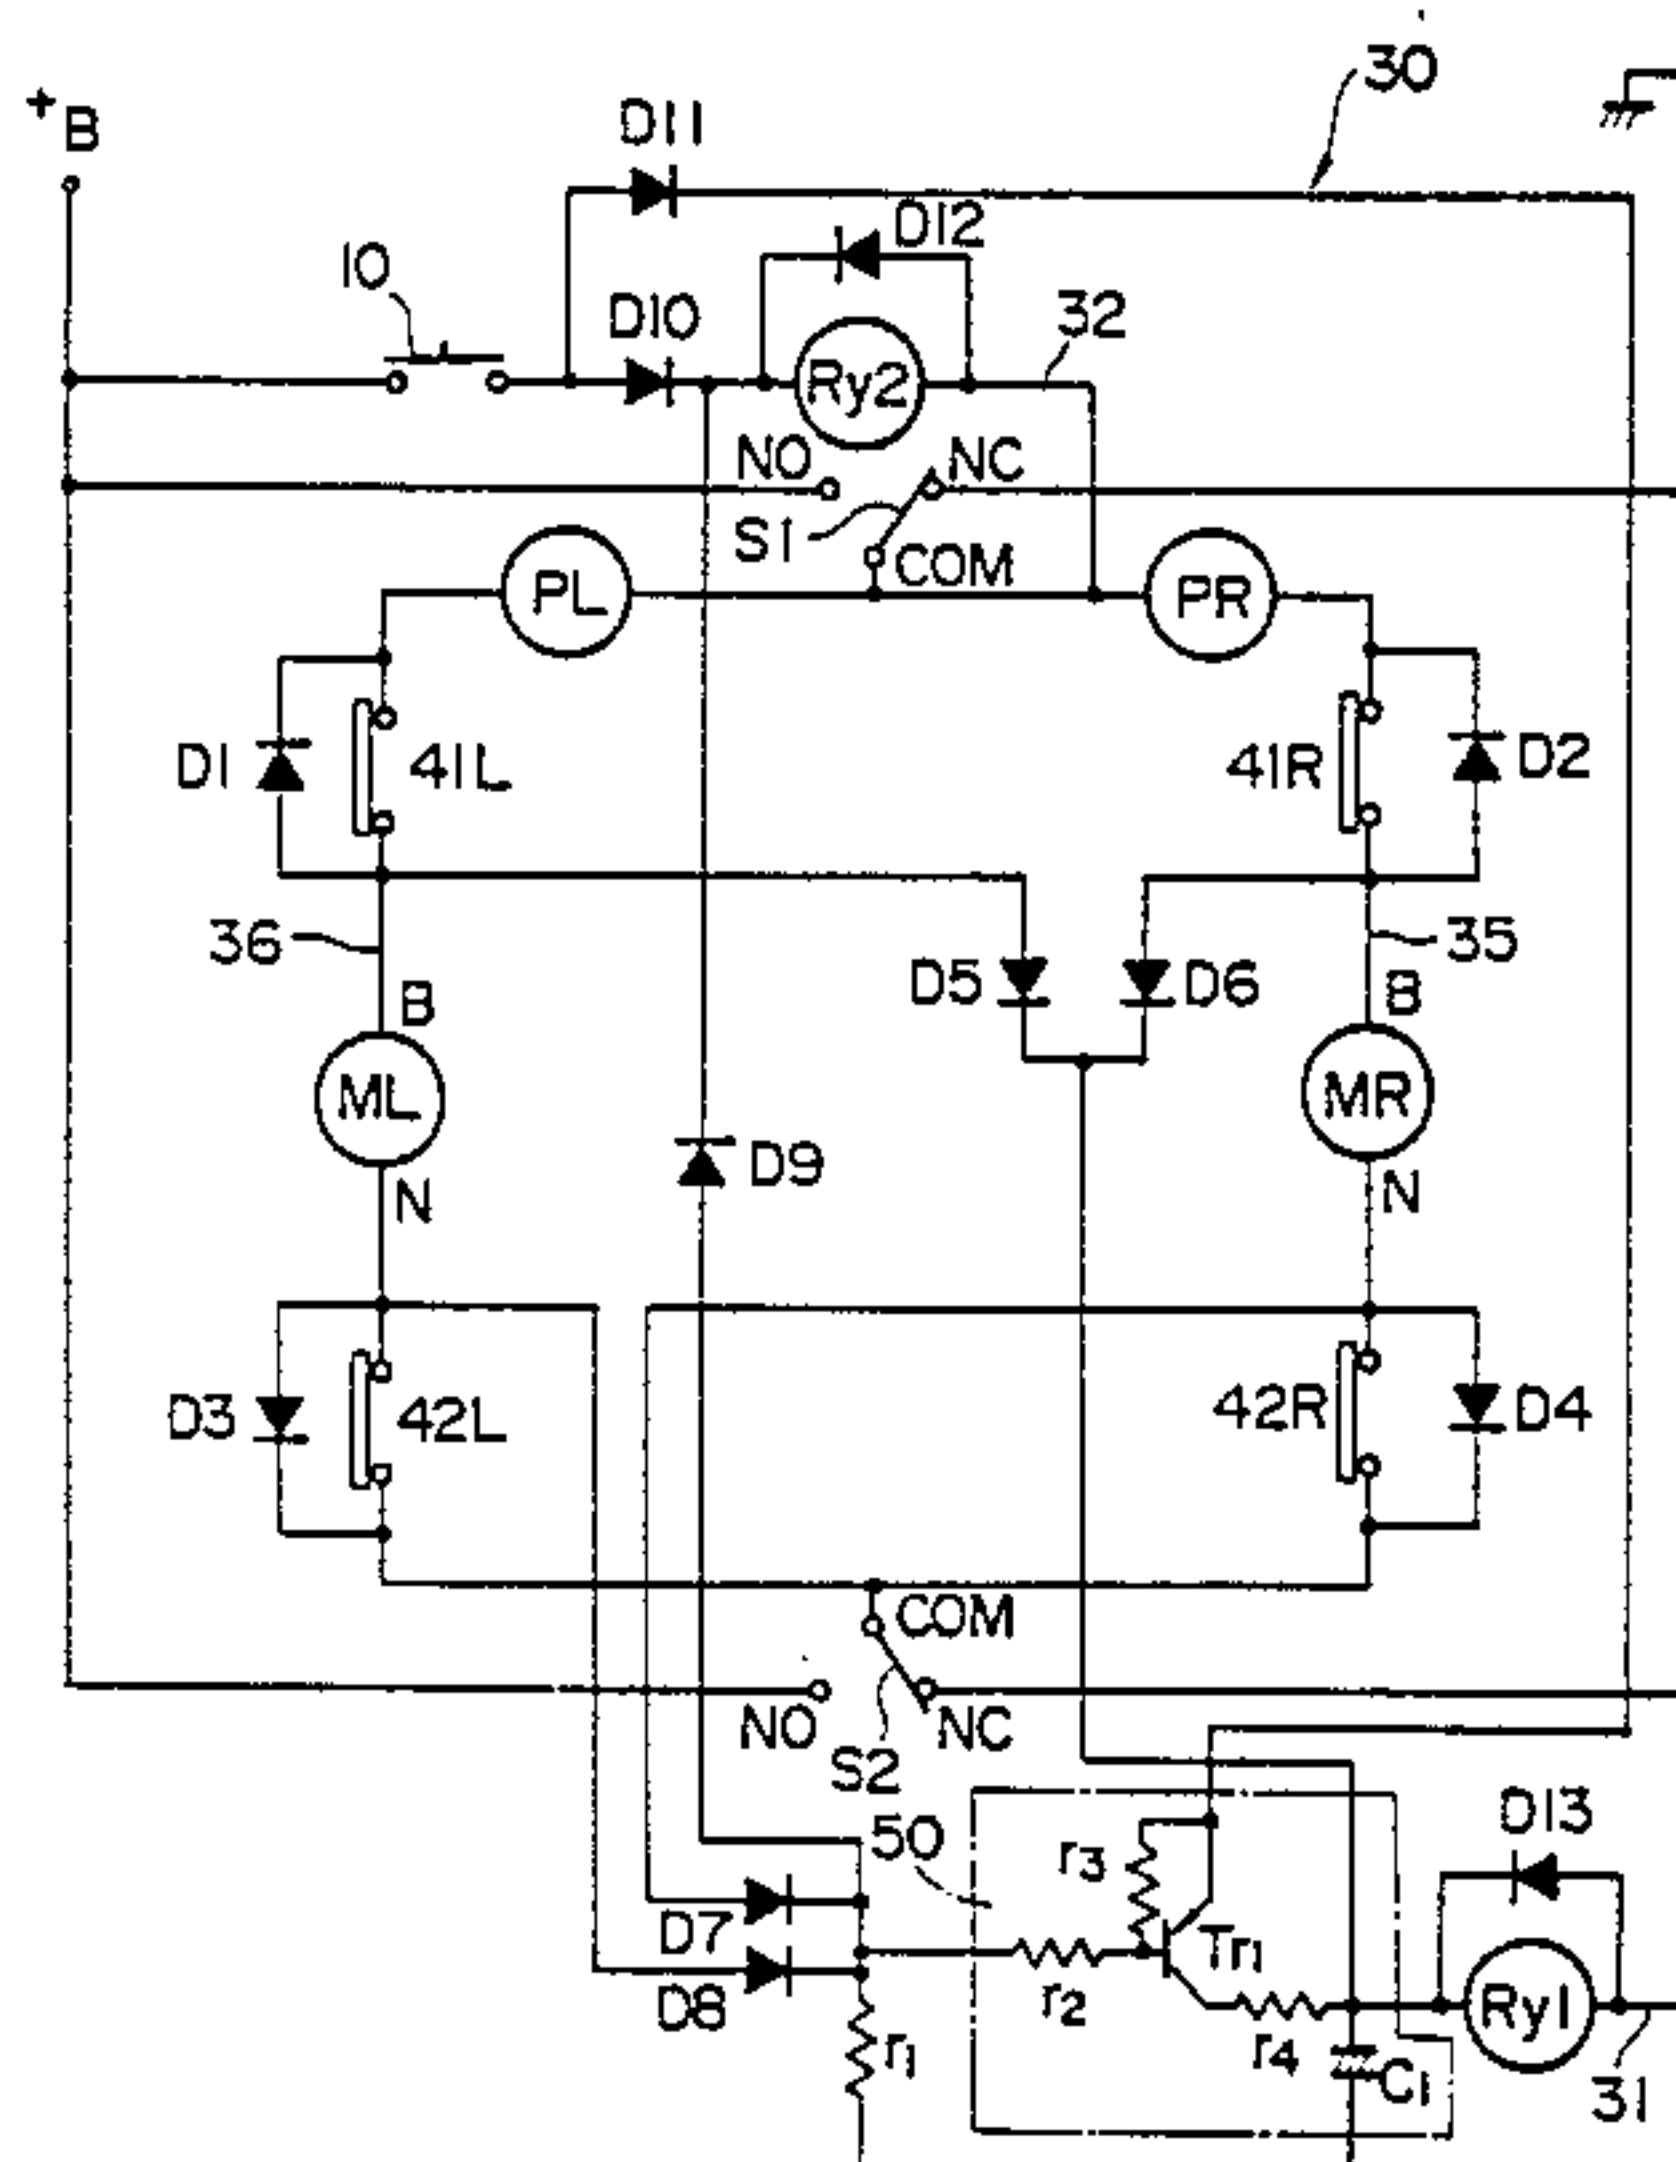 30
+B
D11
D12
10
D10
32
Ry2
NO
NC
S1
COM
PL
PR
D1
41L
41R
D2
36
35
D5
D6
B
B
ML
MR
D9
N
N
D3
42L
42R
D4
COM
NO
NC
S2
D13
50
r3
D7
Tr1
D8
r2
Ry1
r1
r4
C1
31